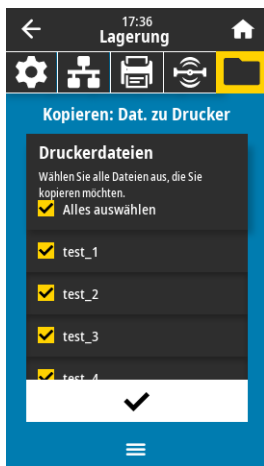 17:36
Lagerung
Kopieren: Dat. zu Drucker
Druckerdateien
Wählen Sie alle Dateien aus, die Sie
kopieren möchten.
Alles auswählen
test_1
test_2
test_3
test_4